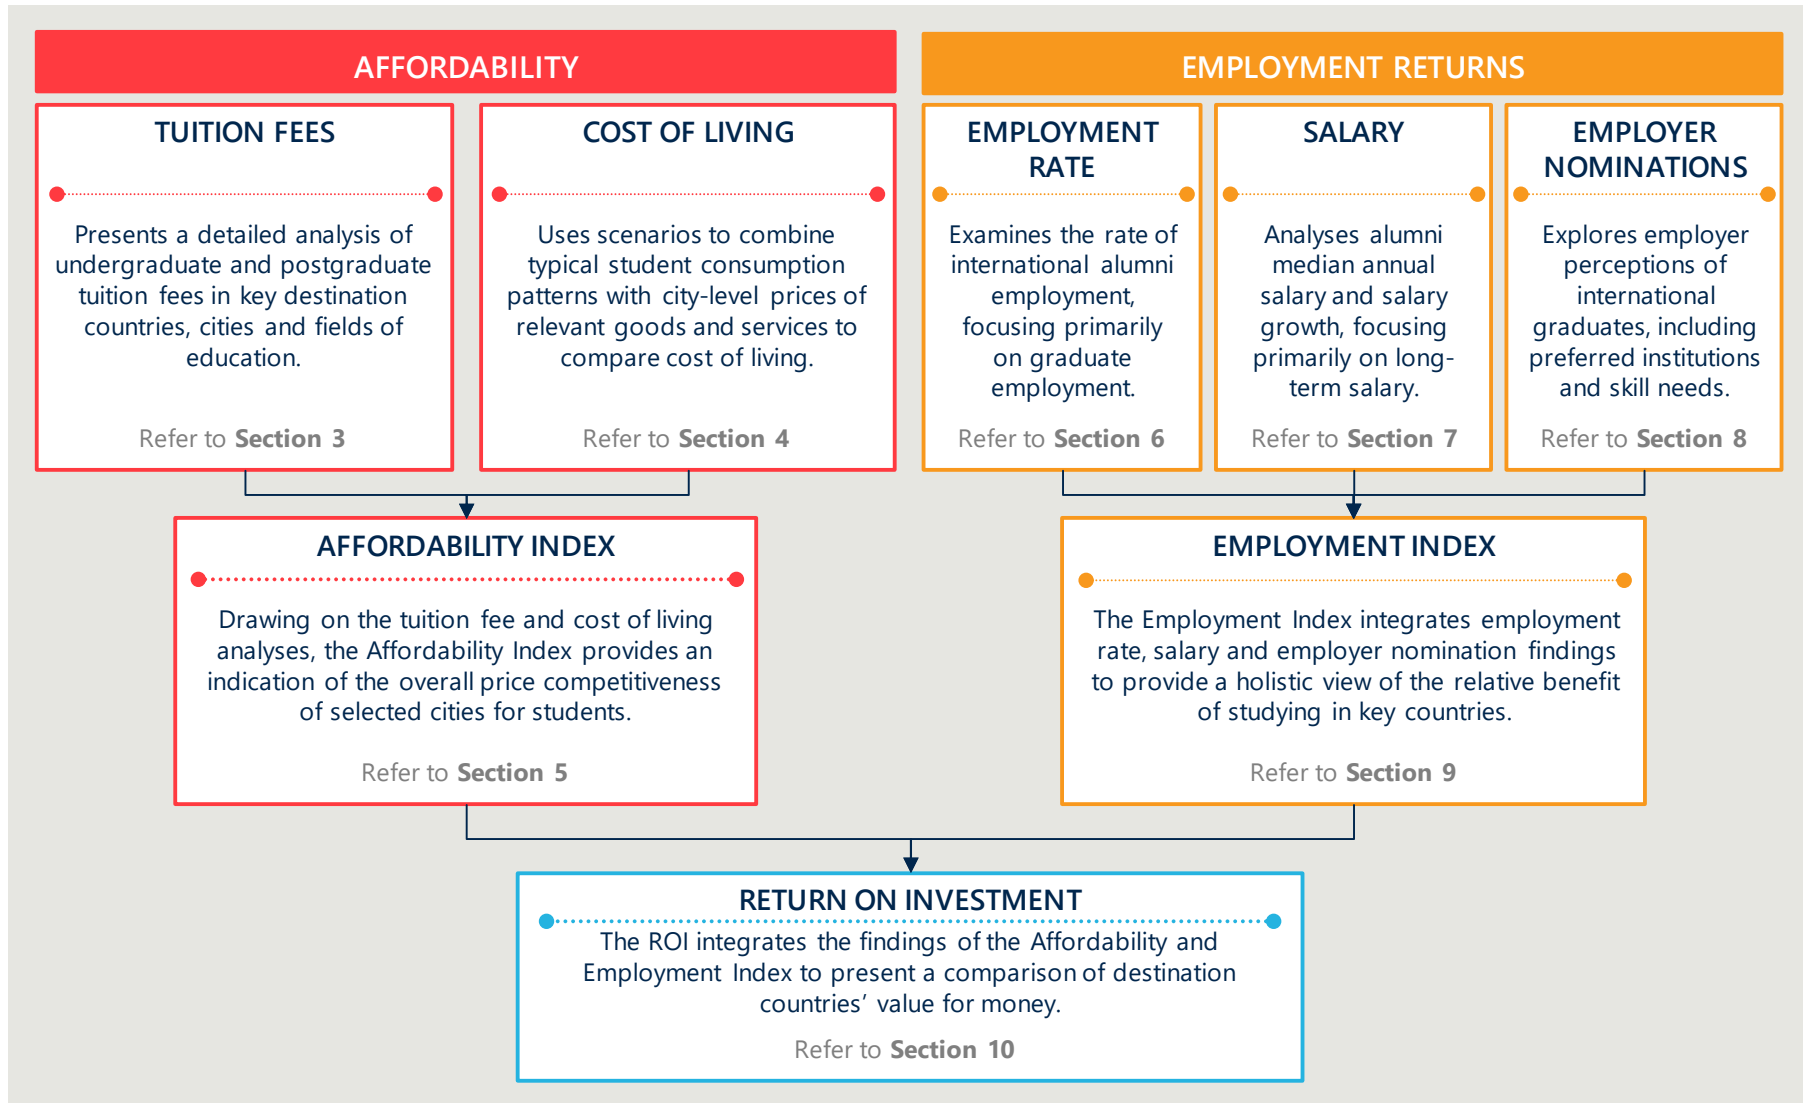 AFFORDABILITY
TUITION FEES
Presents a detailed analysis of
undergraduate and postgraduate
tuition fees in key destination
countries, cities and fields of
education.
Refer to Section 3
COST OF LIVING
Uses scenarios to combine
typical student consumption
patterns with city-level prices of
relevant goods and services to
compare cost of living.
Refer to Section 4
EMPLOYMENT RETURNS
EMPLOYMENT
RATE
Examines the rate of
international alumni
employment,
focusing primarily
on graduate
employment.
Refer to Section 6
SALARY
Analyses alumni
median annual
salary and salary
growth, focusing
primarily on long-
term salary.
Refer to Section 7
EMPLOYER
NOMINATIONS
Explores employer
perceptions of
international
graduates, including
preferred institutions
and skill needs.
Refer to Section 8
AFFORDABILITY INDEX
Drawing on the tuition fee and cost of living
analyses, the Affordability Index provides an
indication of the overall price competitiveness
of selected cities for students.
Refer to Section 5
EMPLOYMENT INDEX
The Employment Index integrates employment
rate, salary and employer nomination findings
to provide a holistic view of the relative benefit
of studying in key countries.
Refer to Section 9
RETURN ON INVESTMENT
The ROI integrates the findings of the Affordability and
Employment Index to present a comparison of destination
countries’ value for money.
Refer to Section 10